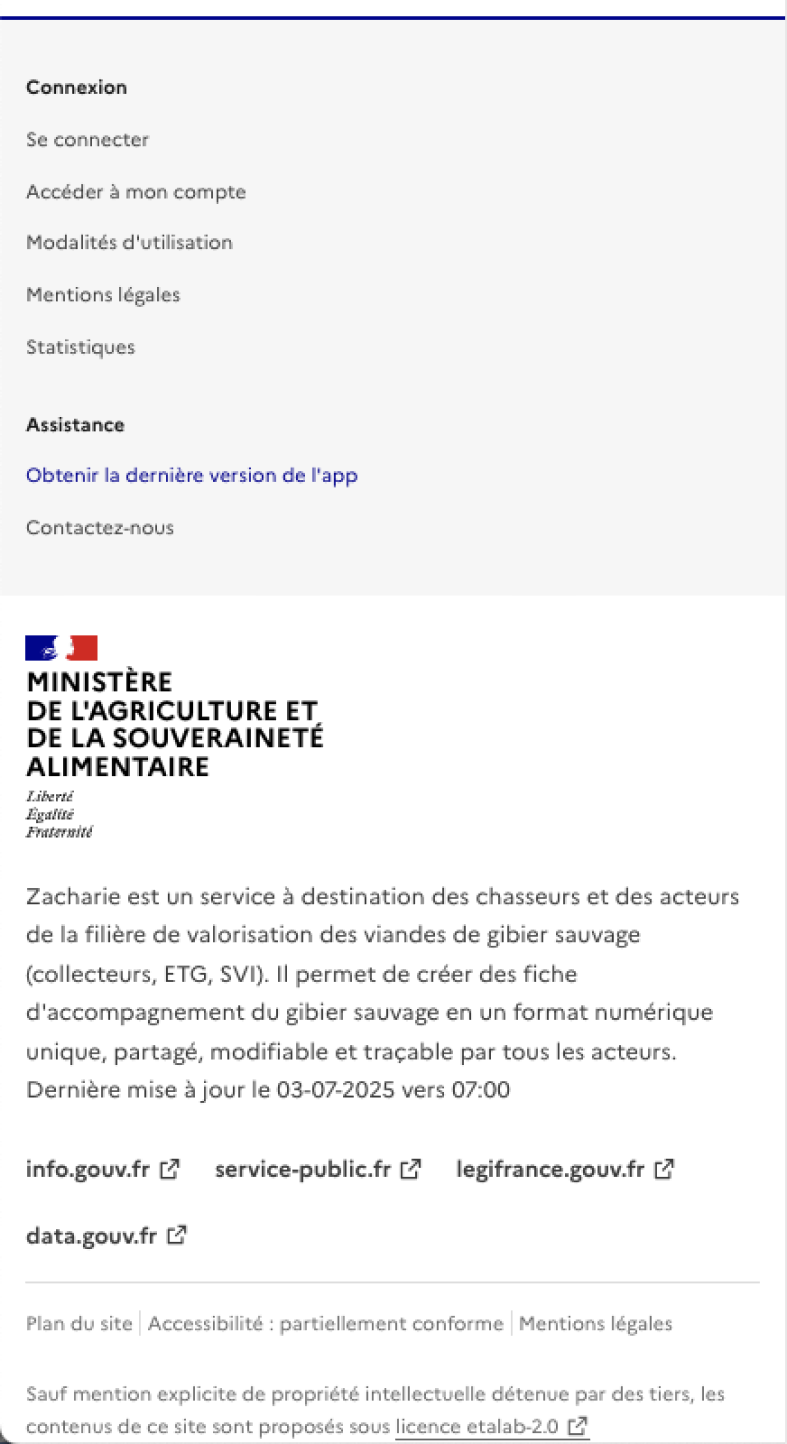 Connexion
Se connecter
Accéder à mon compte
Modalités d'utilisation
Mentions légales
Statistiques
Assistance
Obtenir la dernière version de l'app
Contactez-nous
MINISTÈRE
DE L'AGRICULTURE ET
DE LA SOUVERAINETÉ
ALIMENTAIRE
Liberté
Égalité
Fraternité
Zacharie est un service à destination des chasseurs et des acteurs
de la filière de valorisation des viandes de gibier sauvage
(collecteurs, ETG, SVI). Il permet de créer des fiche
d'accompagnement du gibier sauvage en un format numérique
unique, partagé, modifiable et traçable par tous les acteurs.
Dernière mise à jour le 03-07-2025 vers 07:00
info.gouv.fr service-public.fr legifrance.gouv.fr
data.gouv.fr
Plan du site Accessibilité : partiellement conforme Mentions légales
Sauf mention explicite de propriété intellectuelle détenue par des tiers, les
contenus de ce site sont proposés sous licence etalab-2.0